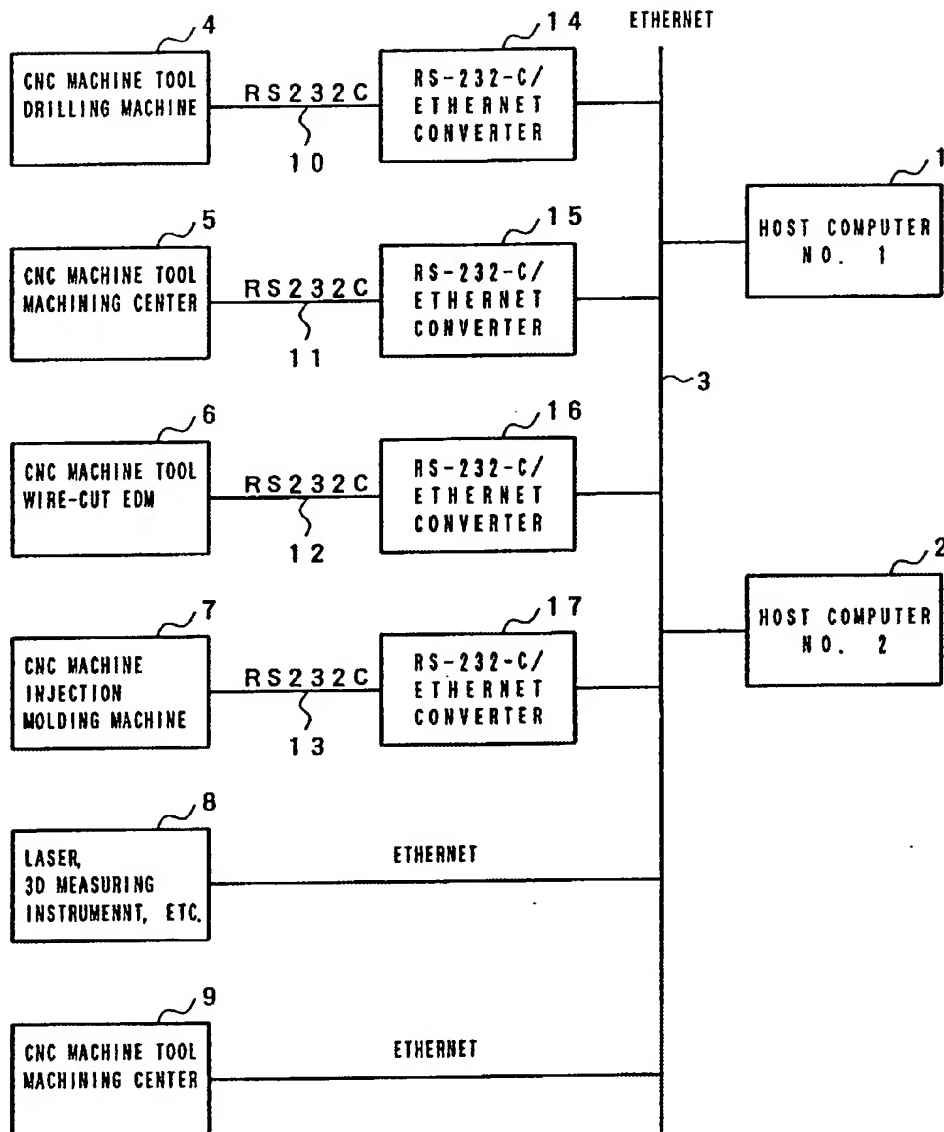 ETHERNET
4
CNC MACHINE TOOL
DRILLING MACHINE
RS232C
10
14
RS-232-C/
ETHERNET
CONVERTER
1
HOST COMPUTER
NO. 1
5
CNC MACHINE TOOL
MACHINING CENTER
RS232C
11
15
RS-232-C/
ETHERNET
CONVERTER
3
6
CNC MACHINE TOOL
WIRE-CUT EDM
RS232C
12
16
RS-232-C/
ETHERNET
CONVERTER
2
HOST COMPUTER
NO. 2
7
CNC MACHINE
INJECTION
MOLDING MACHINE
RS232C
13
17
RS-232-C/
ETHERNET
CONVERTER
8
LASER,
3D MEASURING
INSTRUMENNT, ETC.
ETHERNET
9
CNC MACHINE TOOL
MACHINING CENTER
ETHERNET